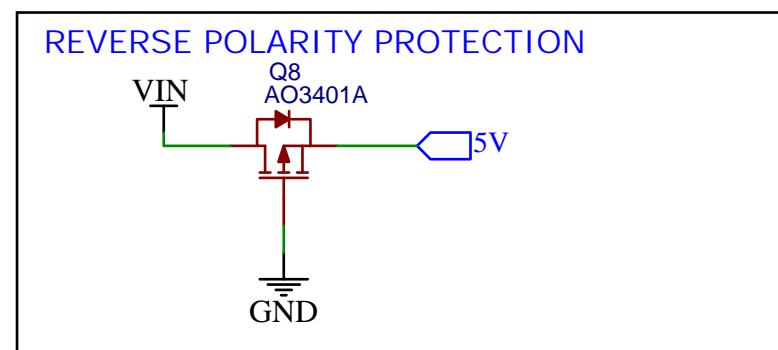 REVERSE POLARITY PROTECTION
Q8
AO3401A
VIN
5V
GND